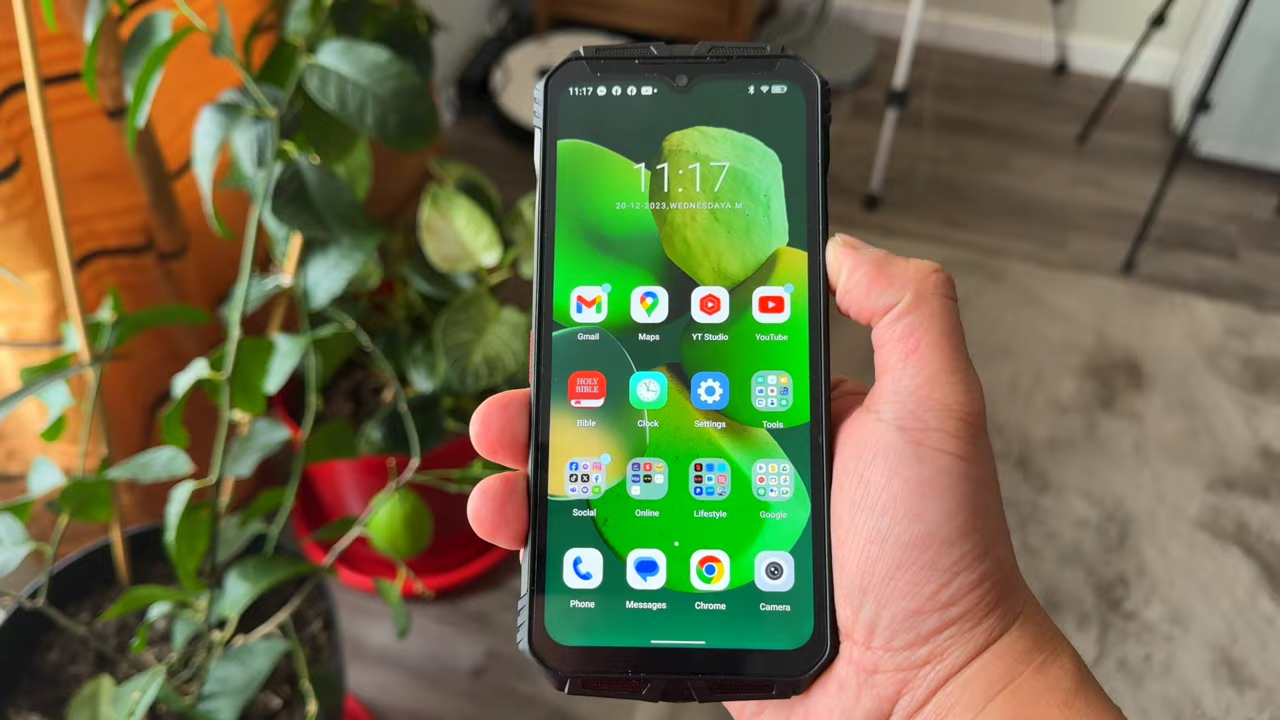 11:17
11:17
20-12-2023,WEDNESDAYA.M
Gmail Maps YT Studio YouTube
HOLY
BIBLE
Bible Clock Settings Tools
Social Online Lifestyle Google
Phone Messages Chrome Camera